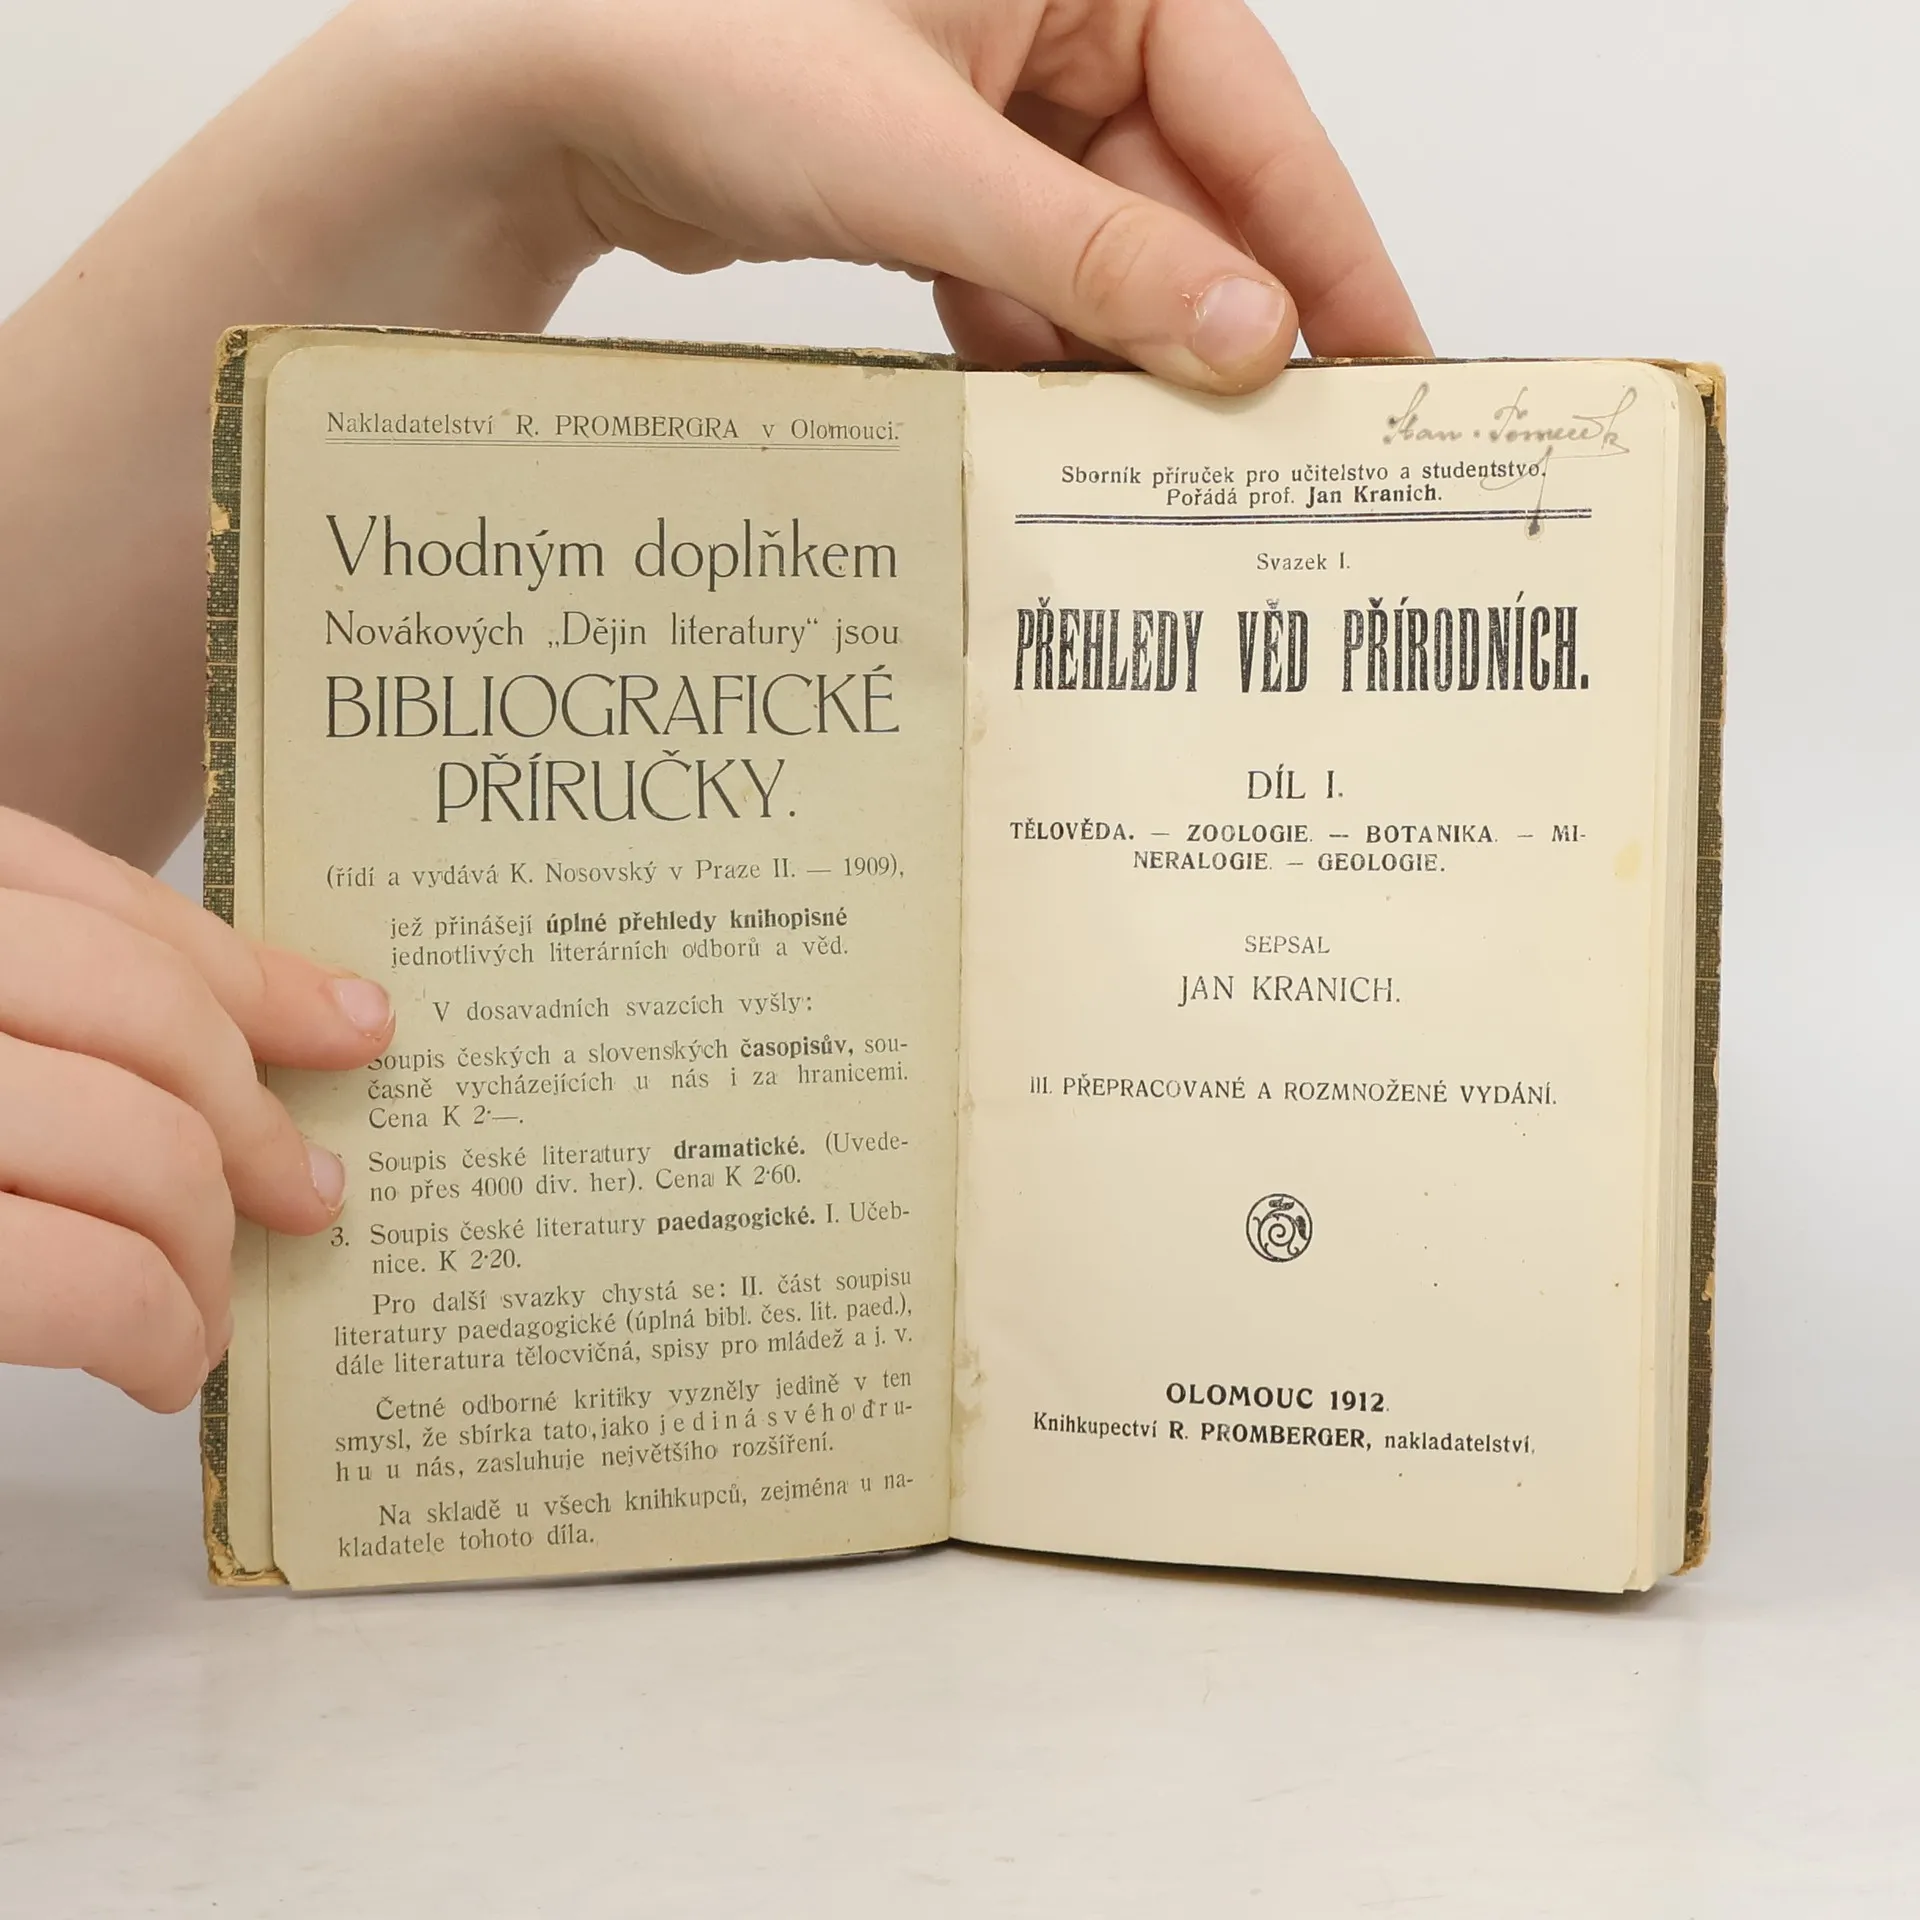 Nakladatelství R. PROMBERGRA v Olomouci.
Vhodným doplňkem
Novákových „Dějin literatury“ jsou
BIBLIOGRAFICKÉ
PŘÍRUČKY.
(řídí a vydává K. Nosovský v Praze II. — 1909),
jež přinášejí úplné přehledy knihopisné
jednotlivých literárních odborů a věd.
V dosavadních svazcích vyšly:
Soupis českých a slovenských časopisův, sou-
časně vycházejících u nás i za hranicemi.
Cena K 2·—.
Soupis české literatury dramatické. (Uvede-
no přes 4000 div. her). Cena K 2·60.
3. Soupis české literatury paedagogické. I. Učeb-
nice. K 2·20.
Pro další svazky chystá se: II. část soupisu
literatury paedagogické (úplná bibl. čes. lit. paed.),
dále literatura tělocvičná, spisy pro mládež a j. v.
Četné odborné kritiky vyzněly jedině v ten
smysl, že sbírka tato, jako jediná svého dru-
hu u nás, zasluhuje největšího rozšíření.
Na skladě u všech knihkupců, zejména u na-
kladatele tohoto díla.
Sborník příruček pro učitelstvo a studentstvo.
Pořádá prof. Jan Kranich.
Svazek I.
PŘEHLEDY VĚD PŘÍRODNÍCH.
DÍL I.
TĚLOVĚDA. — ZOOLOGIE. — BOTANIKA. — MI-
NERALOGIE. — GEOLOGIE.
SEPSAL
JAN KRANICH.
III. PŘEPRACOVANÉ A ROZMNOŽENÉ VYDÁNÍ.
OLOMOUC 1912.
Knihkupectví R. PROMBERGER, nakladatelství.